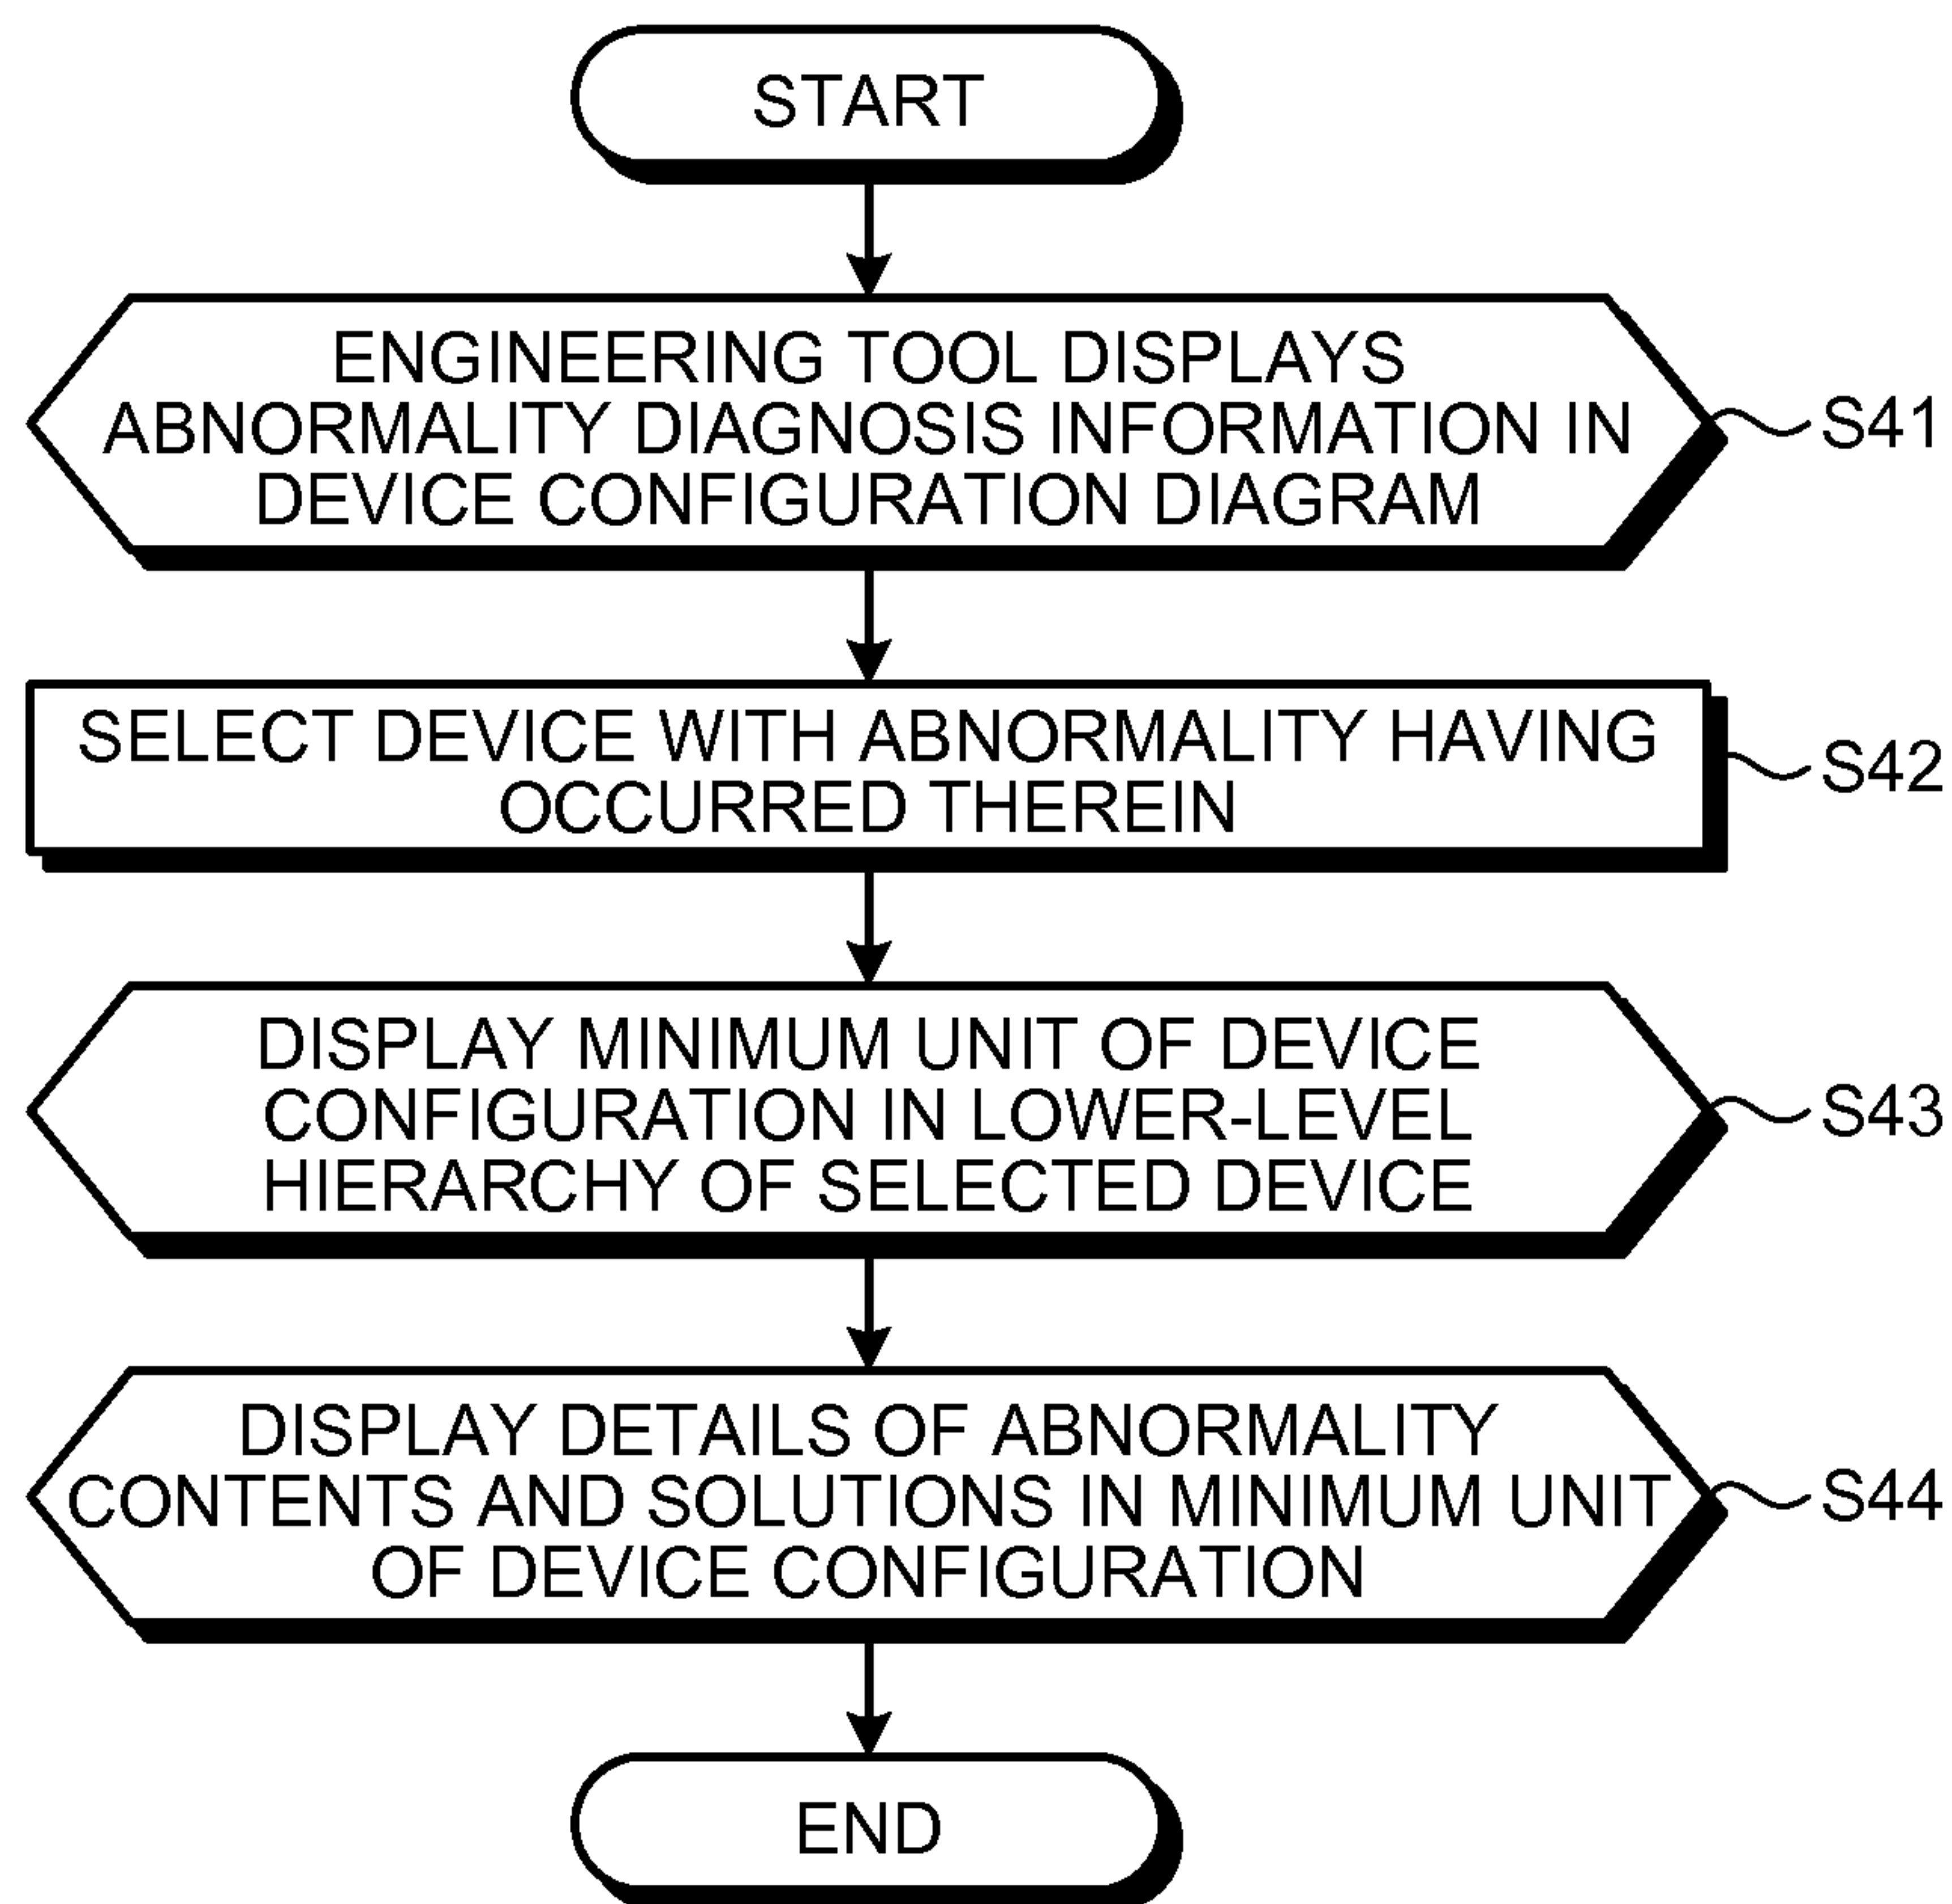 START
ENGINEERING TOOL DISPLAYS
ABNORMALITY DIAGNOSIS INFORMATION IN
DEVICE CONFIGURATION DIAGRAM
S41
SELECT DEVICE WITH ABNORMALITY HAVING
OCCURRED THEREIN
S42
DISPLAY MINIMUM UNIT OF DEVICE
CONFIGURATION IN LOWER-LEVEL
HIERARCHY OF SELECTED DEVICE
S43
DISPLAY DETAILS OF ABNORMALITY
CONTENTS AND SOLUTIONS IN MINIMUM UNIT
OF DEVICE CONFIGURATION
S44
END